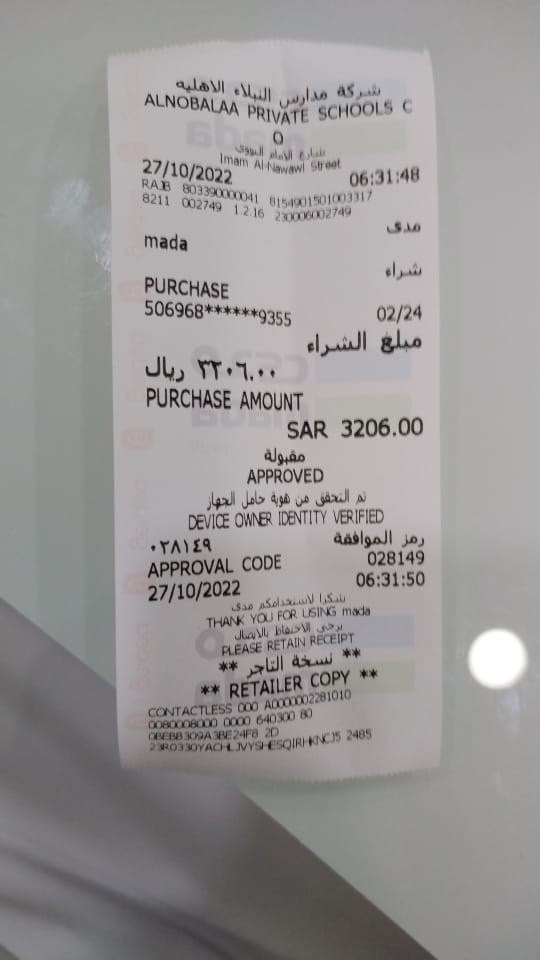 شركة مدارس النبلاء الاهليه
ALNOBALAA PRIVATE SCHOOLS C
O
شارع الامام النووي
Imam Al-Nawawi Street
27/10/2022 06:31:48
RAJB 803390000041 8154901501003317
8211 002749 1.2.16 230006002749
مدى
mada
شراء
PURCHASE
506968******9355 02/24
مبلغ الشراء
٣٢٠٦.٠٠ ريال
PURCHASE AMOUNT
SAR 3206.00
مقبولة
APPROVED
تم التحقق من هوية حامل الجهاز
DEVICE OWNER IDENTITY VERIFIED
٠٢٨١٤٩ رمز الموافقة
APPROVAL CODE 028149
27/10/2022 06:31:50
شكرا لاستخدامكم مدى
THANK YOU FOR USING mada
يرجى الاحتفاظ بالايصال
PLEASE RETAIN RECEIPT
** نسخة التاجر **
** RETAILER COPY **
CONTACTLESS 000 A0000002281010
0080008000 0000 640300 80
0BEBB309A3BE24F8 2D
23R0330YACHLJVYSHESQIRHKNCJ5 2485